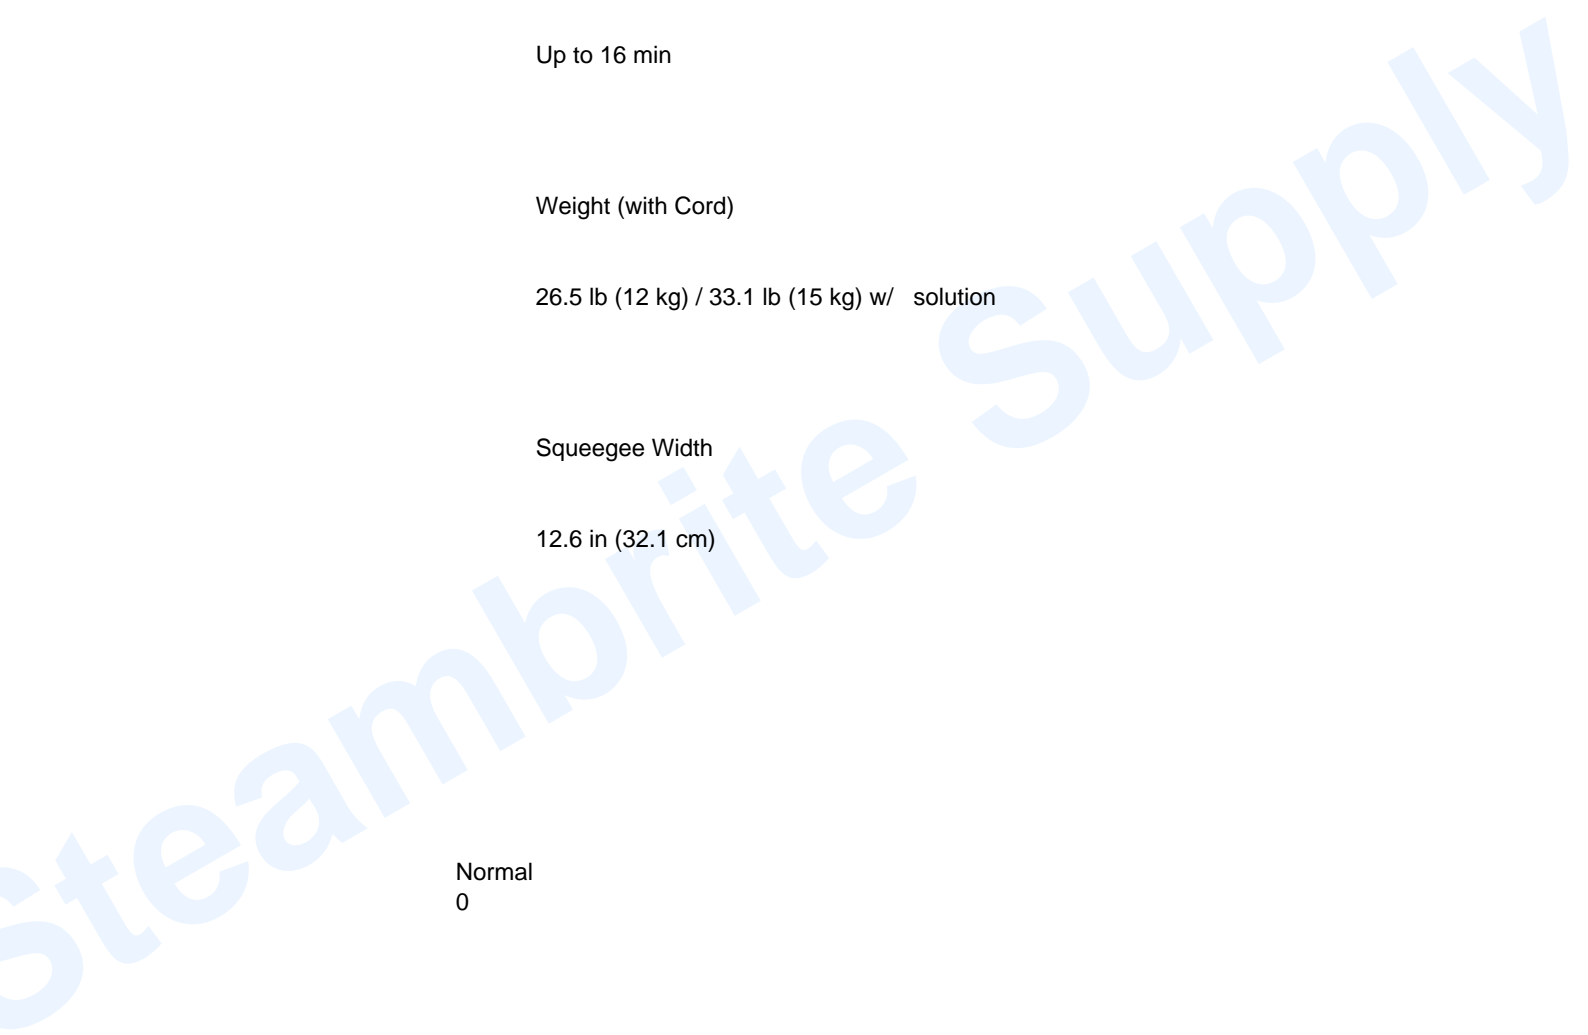 Up to 16 min
Weight (with Cord)
26.5 lb (12 kg) / 33.1 lb (15 kg) w/   solution
Squeegee Width
12.6 in (32.1 cm)
Normal
0
Steambrite Supply